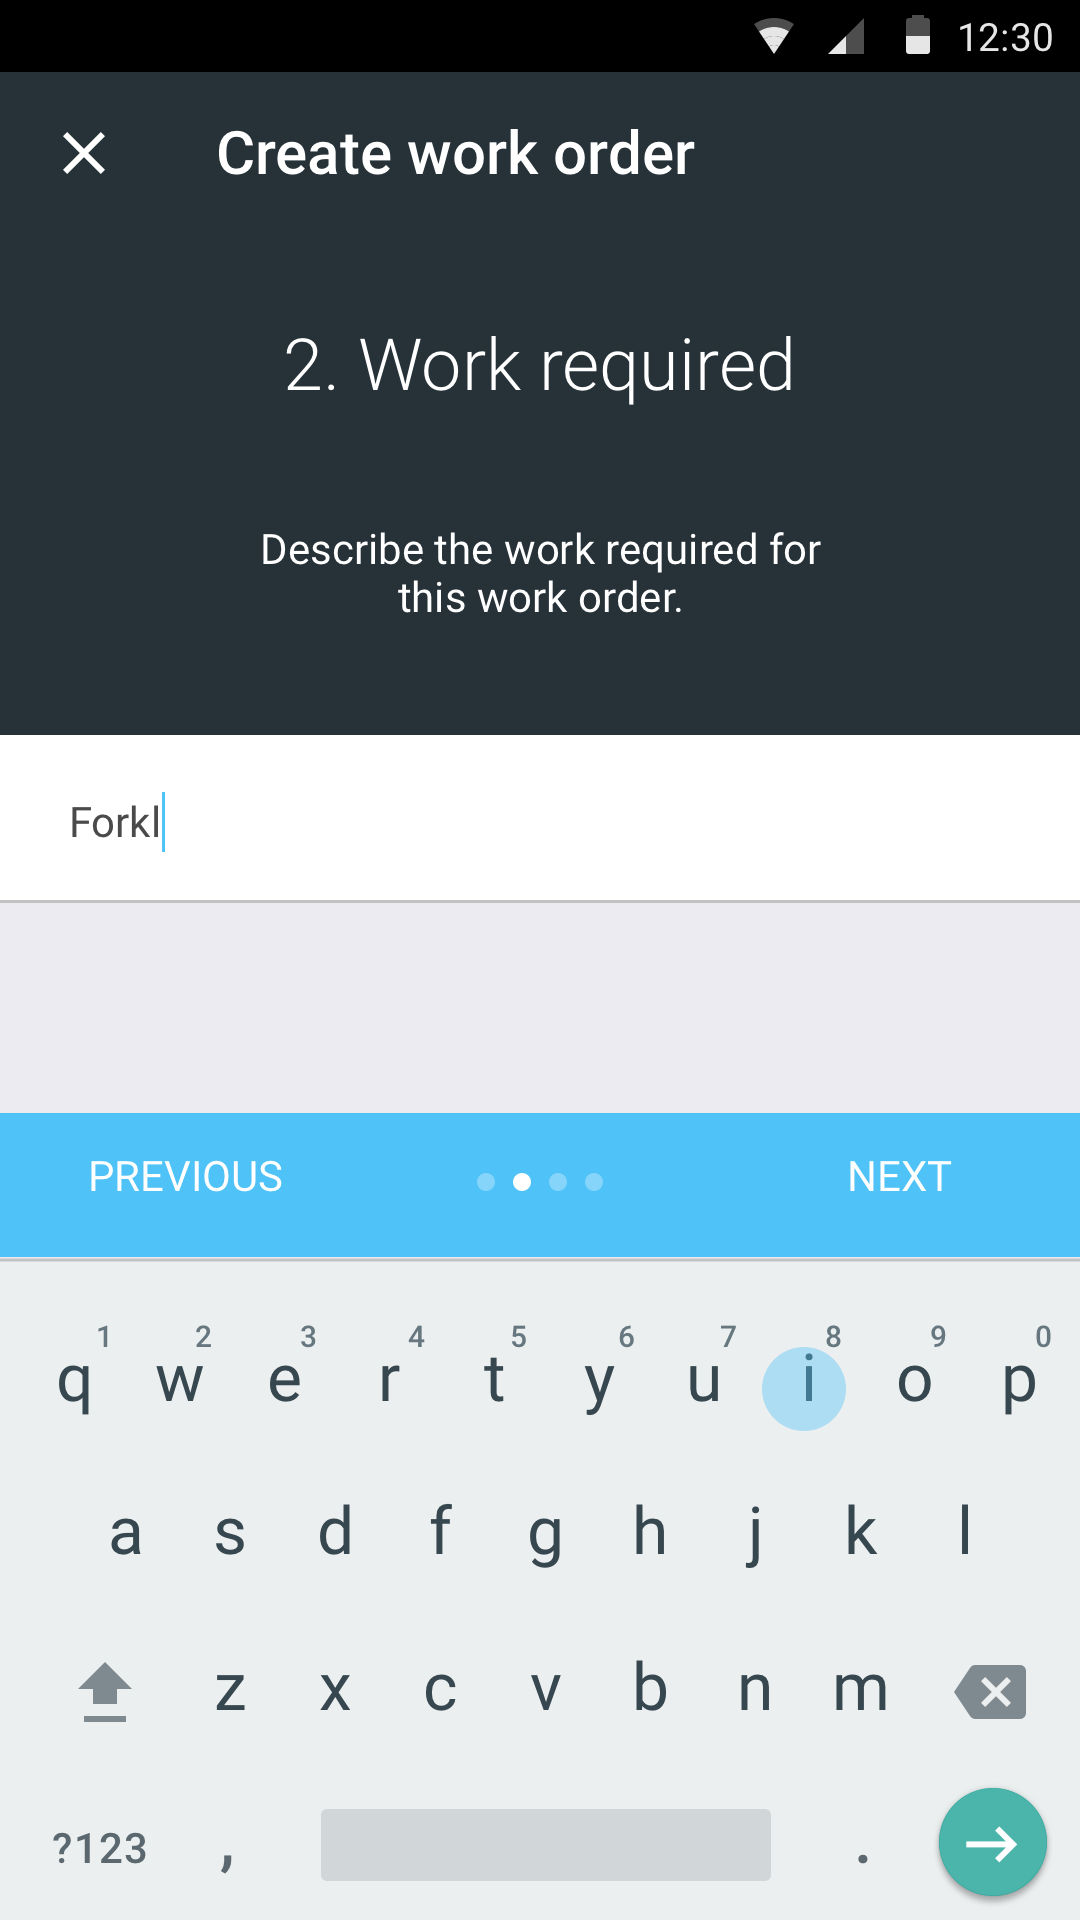 12:30
Create work order
2. Work required
Describe the work required for
this work order.
Forkl
PREVIOUS NEXT
1 2 3 4 5 6 7 8 9 0
q w e r t y u i o p
a s d f g h j k l
z x c v b n m
?123 , .